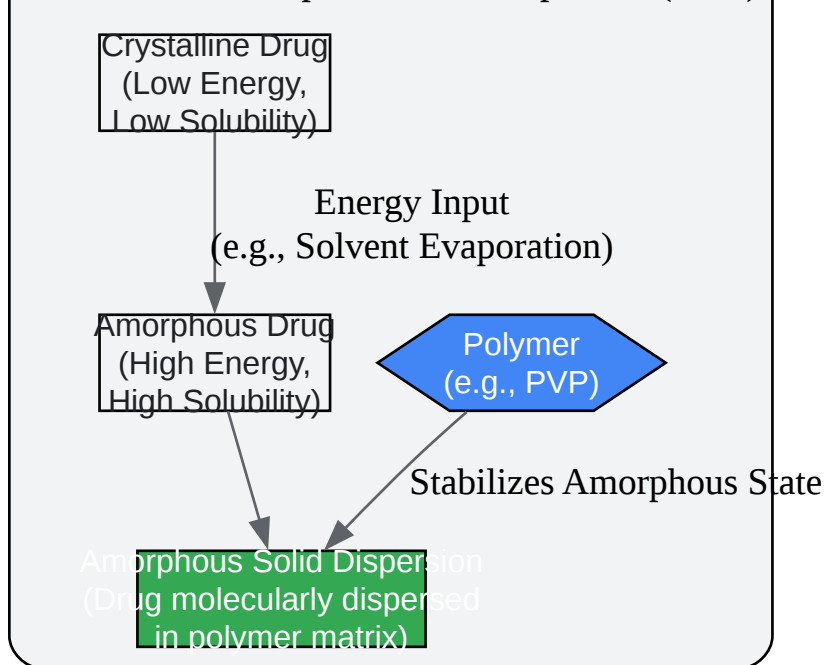 Crystalline Drug
(Low Energy,
Low Solubility)
Energy Input
(e.g., Solvent Evaporation)
Amorphous Drug
(High Energy,
High Solubility)
Polymer
(e.g., PVP)
Stabilizes Amorphous State
Amorphous Solid Dispersion
(Drug molecularly dispersed
in polymer matrix)